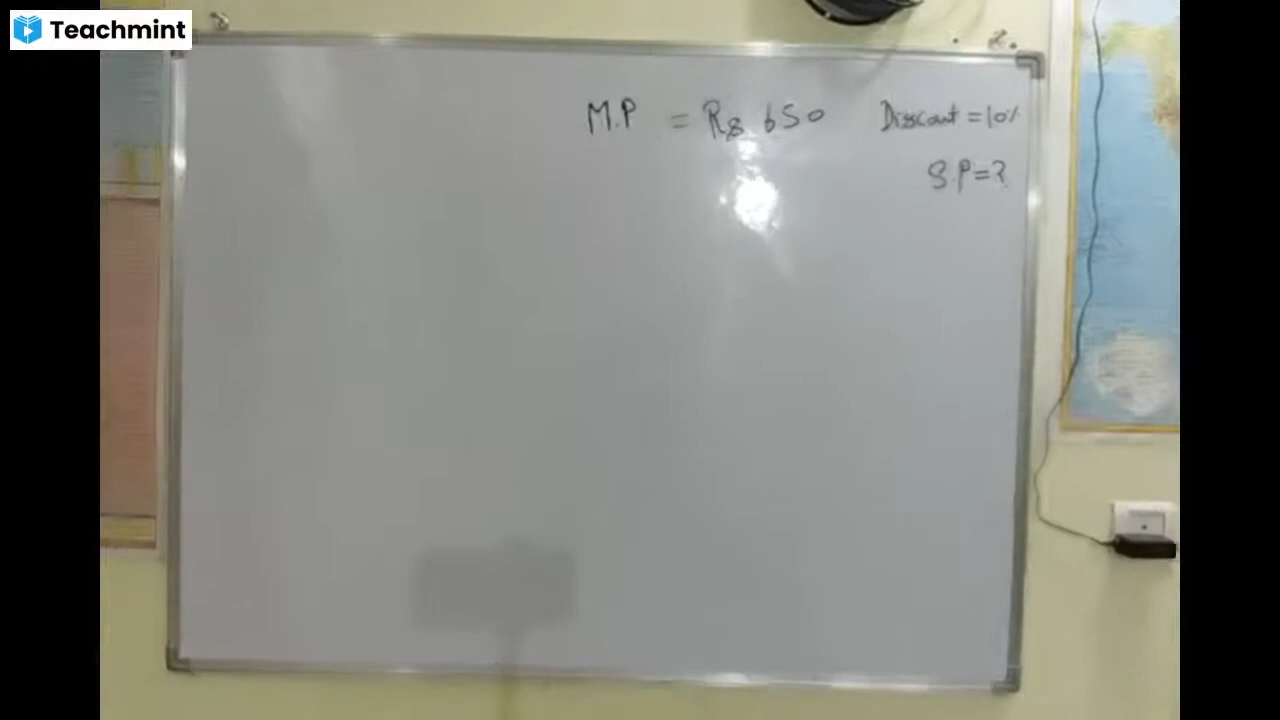 Teachmint
M.P = Rs 650 Discount = 10%
S.P = ?